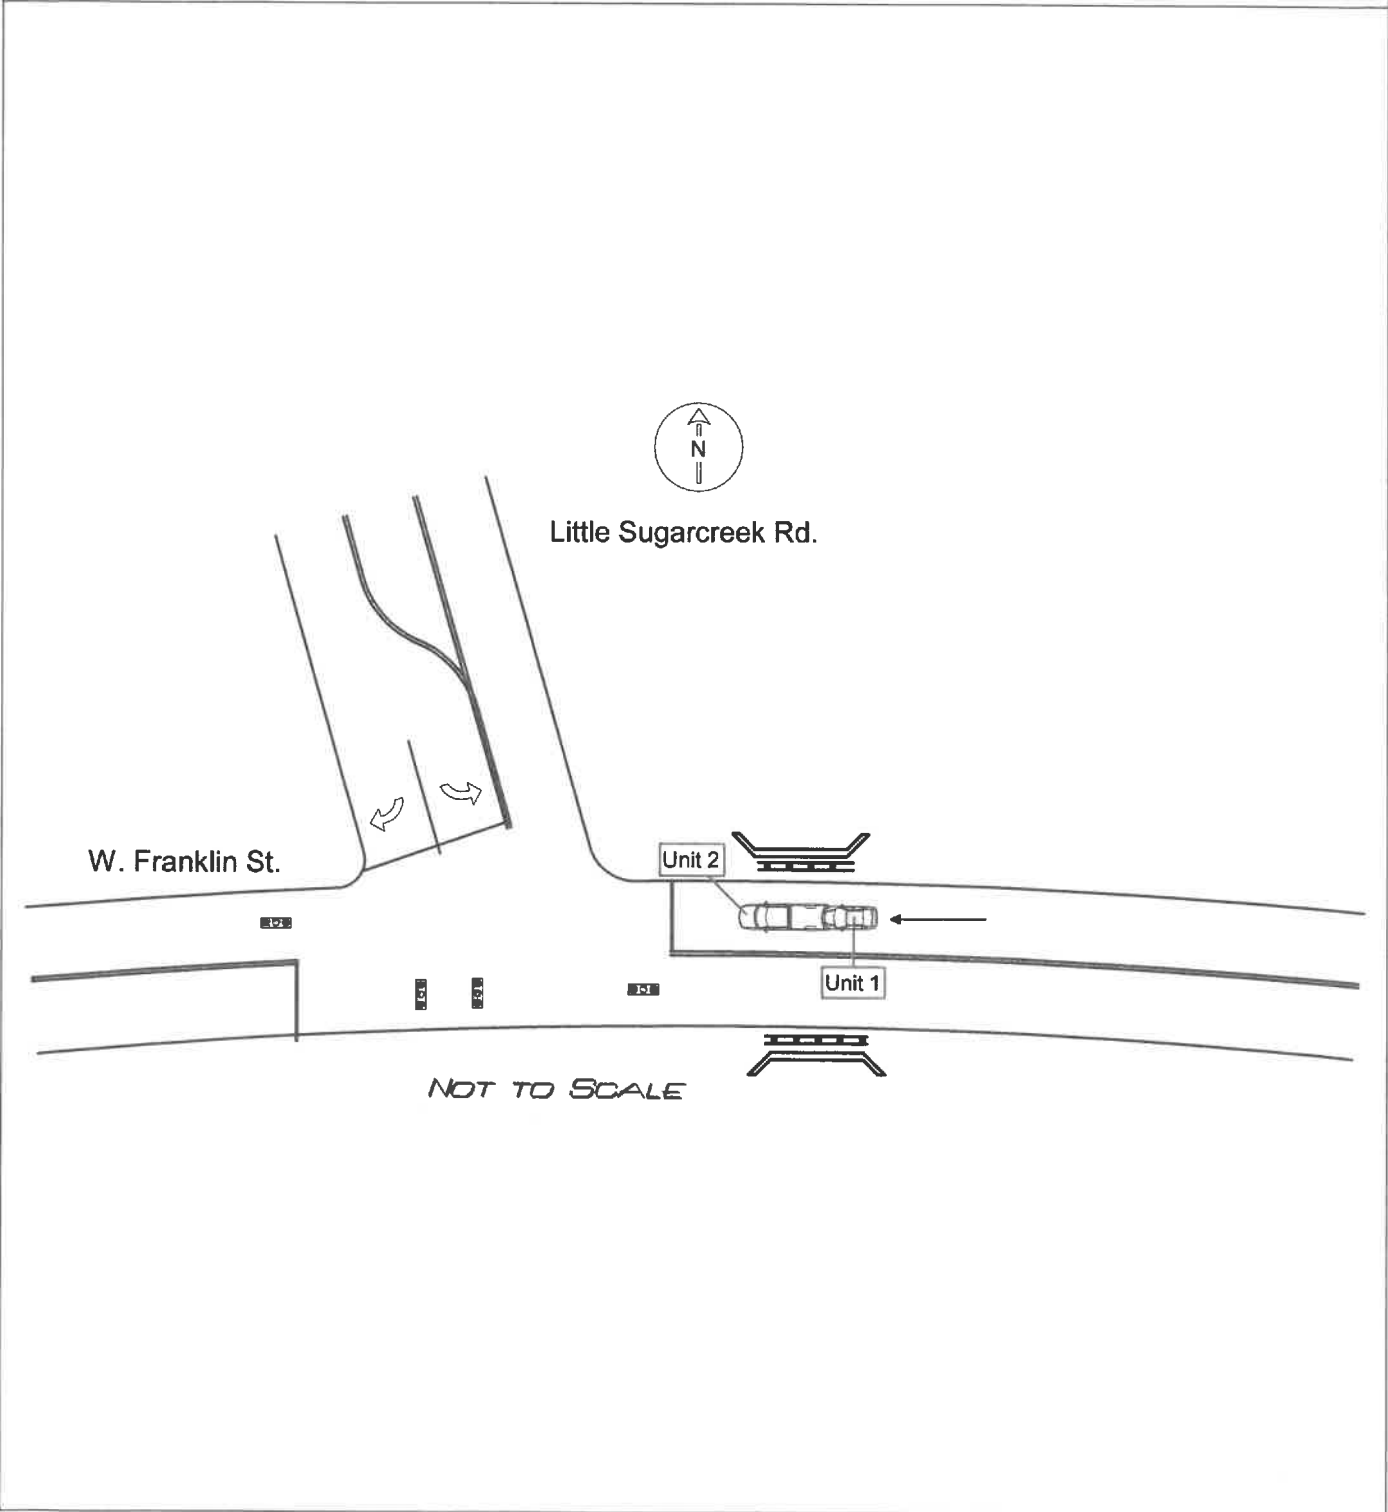 N
Little Sugarcreek Rd.
W. Franklin St.
Unit 2
Unit 1
NOT TO SCALE